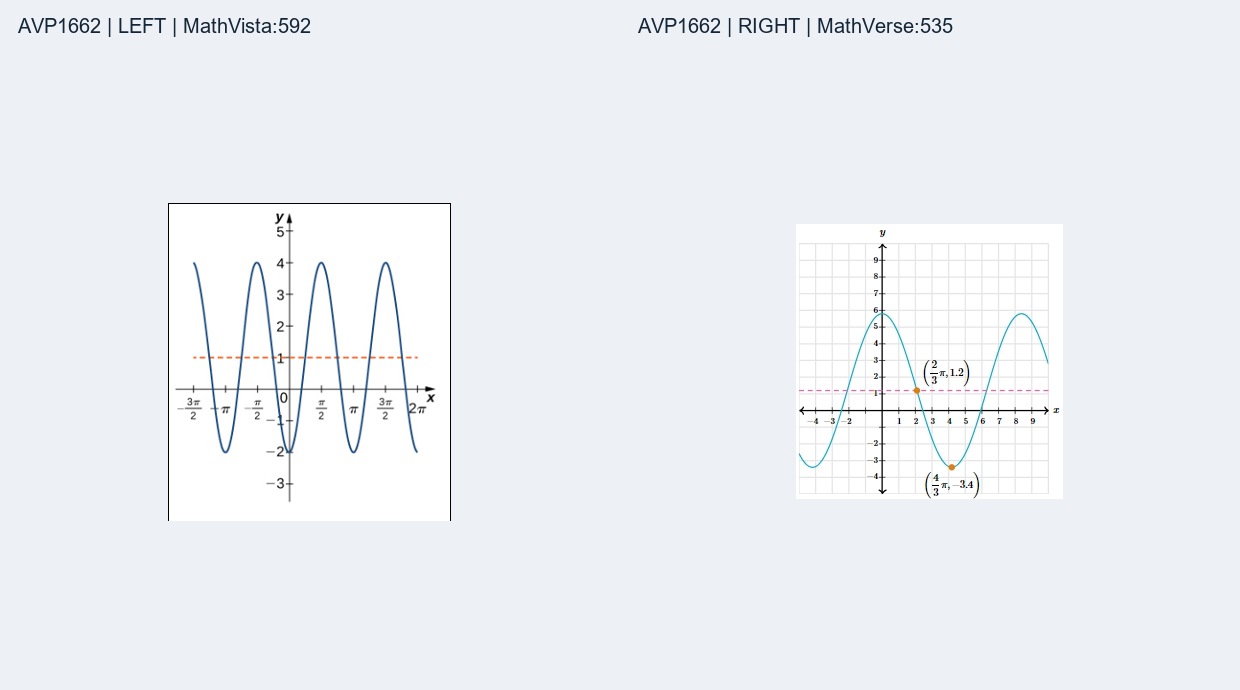 AVP1662 | LEFT | MathVista:592
AVP1662 | RIGHT | MathVerse:535
y
5
4
3
2
1
0
−1
−2
−3
−3π/2
−π
−π/2
π/2
π
3π/2
2π
x
y
9
8
7
6
5
4
3
2
1
−2
−3
−4
−4 −3 −2 1 2 3 4 5 6 7 8 9
x
(2/3 π, 1.2)
(4/3 π, −3.4)